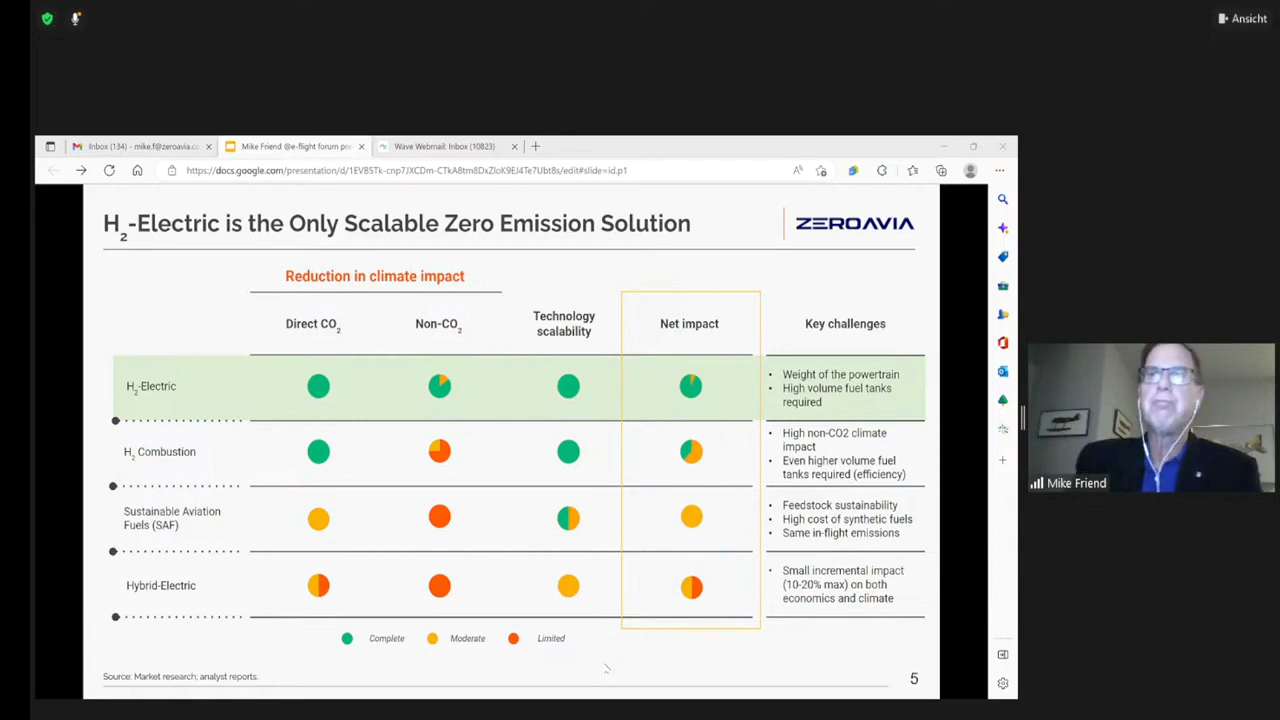 Ansicht
Inbox (134) - mike.f@zeroavia.co
Mike Friend @e-flight forum pre
Wave Webmail: Inbox (10823)
https://docs.google.com/presentation/d/1EVB5Tk-cnp7JXCDm-CTkA8tm8DxZloK9EJ4Te7Ubt8s/edit#slide=id.p1
H2-Electric is the Only Scalable Zero Emission Solution
ZEROAVIA
Reduction in climate impact
Direct CO2
Non-CO2
Technology
scalability
Net impact
Key challenges
H2-Electric
• Weight of the powertrain
• High volume fuel tanks
required
H2 Combustion
• High non-CO2 climate
impact
• Even higher volume fuel
tanks required (efficiency)
Sustainable Aviation
Fuels (SAF)
• Feedstock sustainability
• High cost of synthetic fuels
• Same in-flight emissions
Hybrid-Electric
• Small incremental impact
(10-20% max) on both
economics and climate
Complete
Moderate
Limited
Source: Market research; analyst reports.
5
Mike Friend